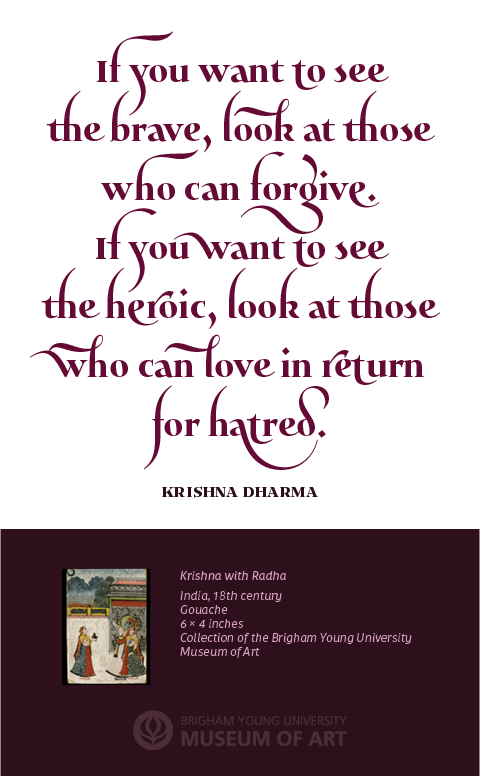 If you want to see
the brave, look at those
who can forgive.
If you want to see
the heroic, look at those
who can love in return
for hatred.
KRISHNA DHARMA
Krishna with Radha
India, 18th century
Gouache
6 × 4 inches
Collection of the Brigham Young University
Museum of Art
BRIGHAM YOUNG UNIVERSITY
MUSEUM OF ART